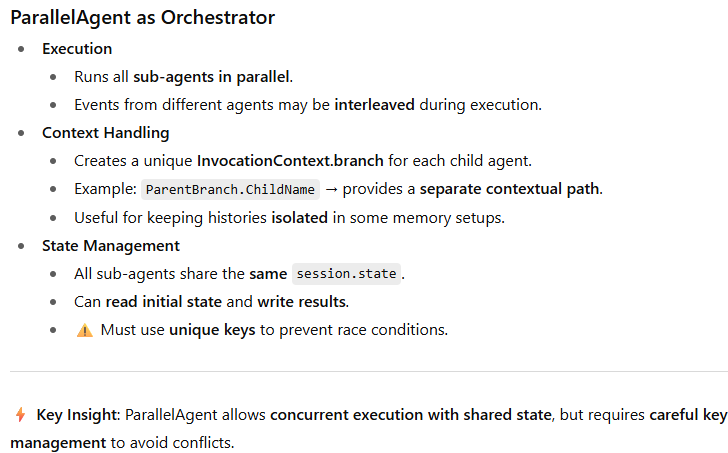 ParallelAgent as Orchestrator
• Execution
• Runs all sub-agents in parallel.
• Events from different agents may be interleaved during execution.
• Context Handling
• Creates a unique InvocationContext.branch for each child agent.
• Example: ParentBranch.ChildName → provides a separate contextual path.
• Useful for keeping histories isolated in some memory setups.
• State Management
• All sub-agents share the same session.state.
• Can read initial state and write results.
• ⚠️ Must use unique keys to prevent race conditions.
⚡ Key Insight: ParallelAgent allows concurrent execution with shared state, but requires careful key
management to avoid conflicts.